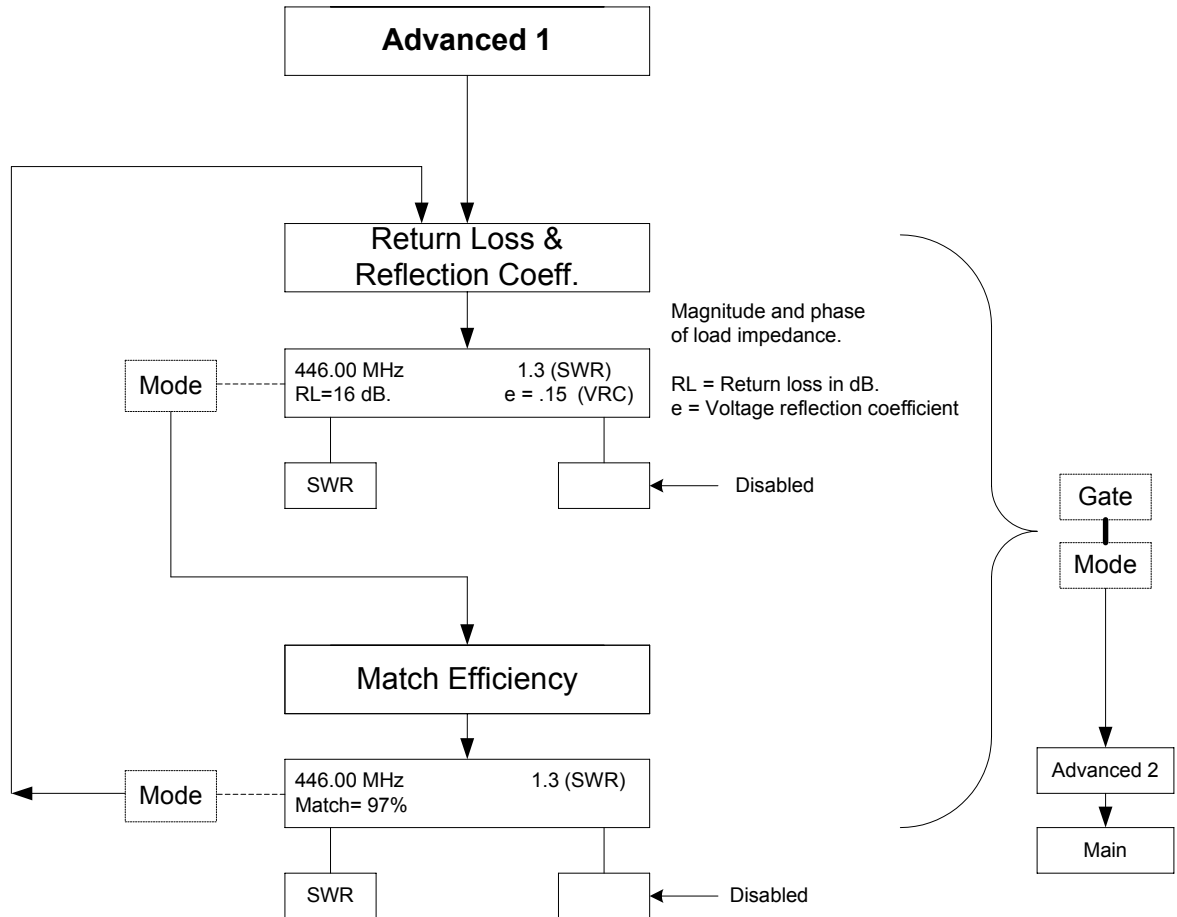 Advanced 1
Return Loss &
Reflection Coeff.
Magnitude and phase
of load impedance.
RL = Return loss in dB.
e = Voltage reflection coefficient
Mode
446.00 MHz 1.3 (SWR)
RL=16 dB. e = .15 (VRC)
SWR
Disabled
Gate
Mode
Match Efficiency
Mode
446.00 MHz 1.3 (SWR)
Match= 97%
SWR
Disabled
Advanced 2
Main